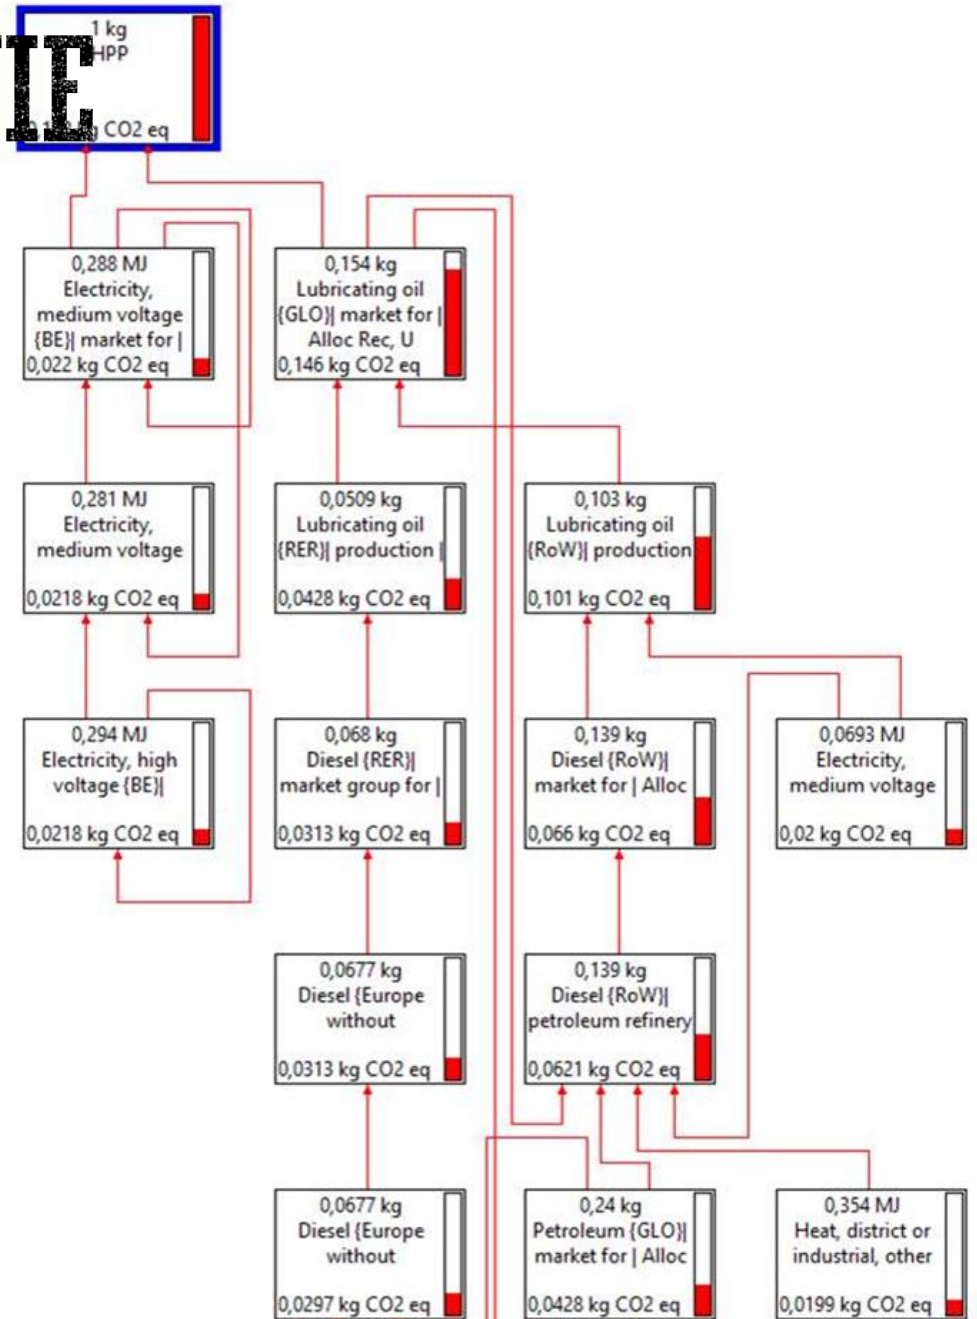 1 kg
HPP
TIE
CO2 eq
0,288 MJ
Electricity,
medium voltage
{BE}| market for |
0,022 kg CO2 eq
0,154 kg
Lubricating oil
{GLO}| market for |
Alloc Rec, U
0,146 kg CO2 eq
0,281 MJ
Electricity,
medium voltage
0,0218 kg CO2 eq
0,0509 kg
Lubricating oil
{RER}| production |
0,0428 kg CO2 eq
0,103 kg
Lubricating oil
{RoW}| production
0,101 kg CO2 eq
0,294 MJ
Electricity, high
voltage {BE}|
0,0218 kg CO2 eq
0,068 kg
Diesel {RER}|
market group for |
0,0313 kg CO2 eq
0,139 kg
Diesel {RoW}|
market for | Alloc
0,066 kg CO2 eq
0,0693 MJ
Electricity,
medium voltage
0,02 kg CO2 eq
0,0677 kg
Diesel {Europe
without
0,0313 kg CO2 eq
0,139 kg
Diesel {RoW}|
petroleum refinery
0,0621 kg CO2 eq
0,0677 kg
Diesel {Europe
without
0,0297 kg CO2 eq
0,24 kg
Petroleum {GLO}|
market for | Alloc
0,0428 kg CO2 eq
0,354 MJ
Heat, district or
industrial, other
0,0199 kg CO2 eq